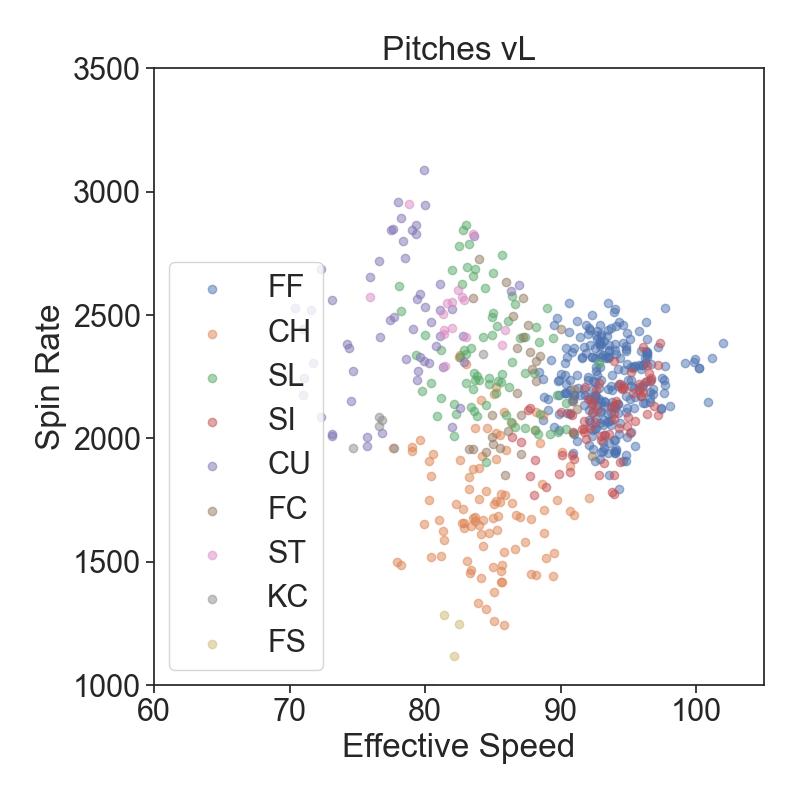 Pitches vL
3500
3000
2500
2000
1500
1000
Spin Rate
FF
CH
SL
SI
CU
FC
ST
KC
FS
60 70 80 90 100
Effective Speed